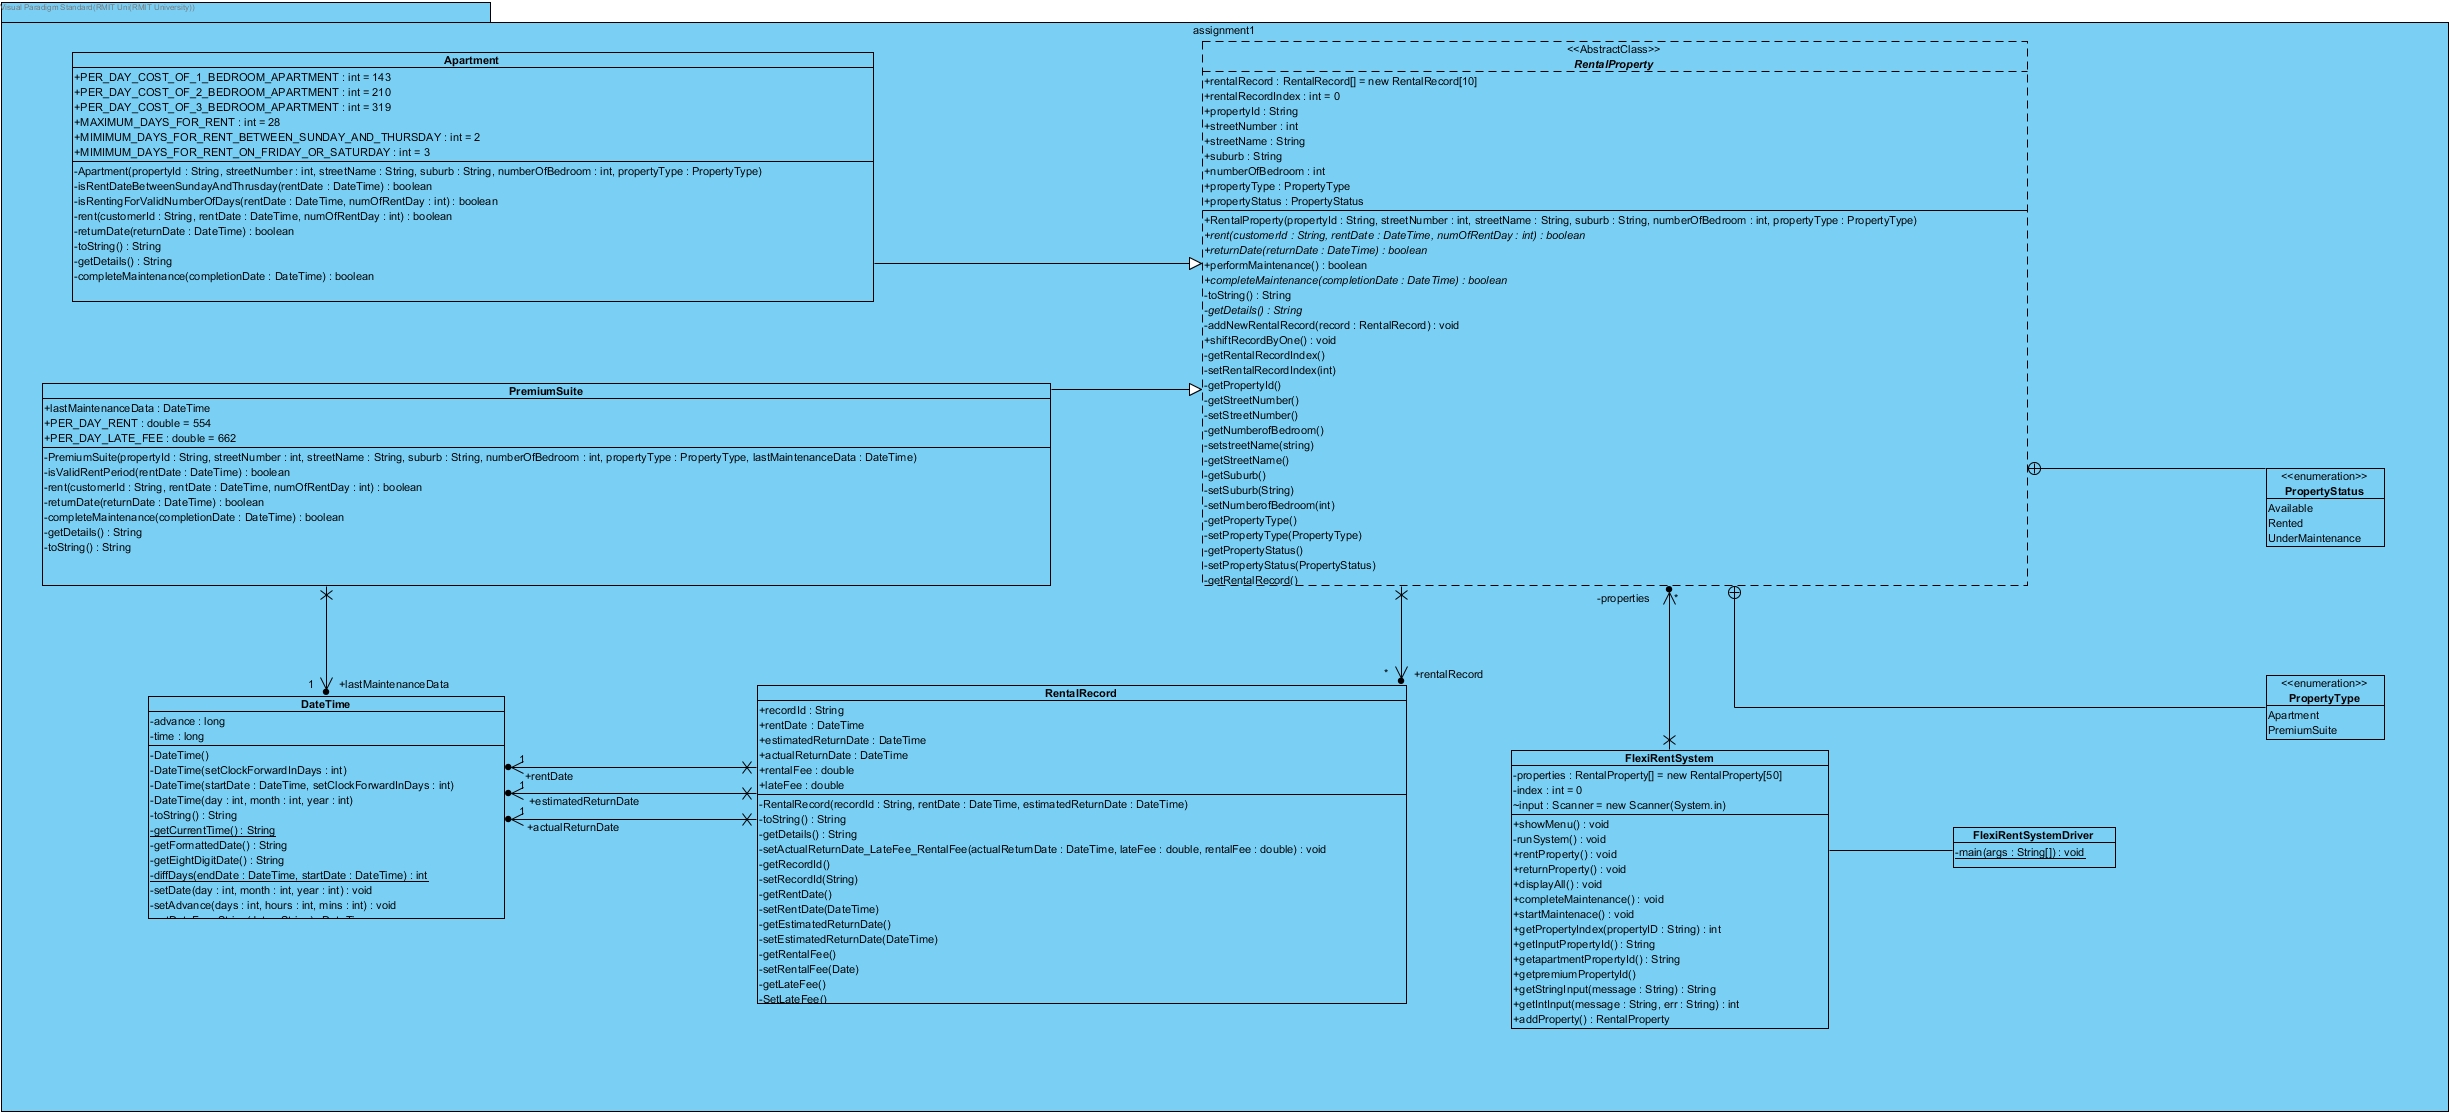 Visual Paradigm Standard(RMIT Uni(RMIT University))
assignment1
Apartment
+PER_DAY_COST_OF_1_BEDROOM_APARTMENT : int = 143
+PER_DAY_COST_OF_2_BEDROOM_APARTMENT : int = 210
+PER_DAY_COST_OF_3_BEDROOM_APARTMENT : int = 319
+MAXIMUM_DAYS_FOR_RENT : int = 28
+MIMIMUM_DAYS_FOR_RENT_BETWEEN_SUNDAY_AND_THURSDAY : int = 2
+MIMIMUM_DAYS_FOR_RENT_ON_FRIDAY_OR_SATURDAY : int = 3
-Apartment(propertyId : String, streetNumber : int, streetName : String, suburb : String, numberOfBedroom : int, propertyType : PropertyType)
-isRentDateBetweenSundayAndThrusday(rentDate : DateTime) : boolean
-isRentingForValidNumberOfDays(rentDate : DateTime, numOfRentDay : int) : boolean
-rent(customerId : String, rentDate : DateTime, numOfRentDay : int) : boolean
-returnDate(returnDate : DateTime) : boolean
-toString() : String
-getDetails() : String
-completeMaintenance(completionDate : DateTime) : boolean
<<AbstractClass>>
RentalProperty
+rentalRecord : RentalRecord[] = new RentalRecord[10]
+rentalRecordIndex : int = 0
+propertyId : String
+streetNumber : int
+streetName : String
+suburb : String
+numberOfBedroom : int
+propertyType : PropertyType
+propertyStatus : PropertyStatus
+RentalProperty(propertyId : String, streetNumber : int, streetName : String, suburb : String, numberOfBedroom : int, propertyType : PropertyType)
+rent(customerId : String, rentDate : DateTime, numOfRentDay : int) : boolean
+returnDate(returnDate : DateTime) : boolean
+performMaintenance() : boolean
+completeMaintenance(completionDate : DateTime) : boolean
-toString() : String
-getDetails() : String
-addNewRentalRecord(record : RentalRecord) : void
+shiftRecordByOne() : void
-getRentalRecordIndex()
-setRentalRecordIndex(int)
-getPropertyId()
-getStreetNumber()
-setStreetNumber()
-getNumberofBedroom()
-setstreetName(string)
-getStreetName()
-getSuburb()
-setSuburb(String)
-setNumberofBedroom(int)
-getPropertyType()
-setPropertyType(PropertyType)
-getPropertyStatus()
-setPropertyStatus(PropertyStatus)
-getRentalRecord()
PremiumSuite
+lastMaintenanceData : DateTime
+PER_DAY_RENT : double = 554
+PER_DAY_LATE_FEE : double = 662
-PremiumSuite(propertyId : String, streetNumber : int, streetName : String, suburb : String, numberOfBedroom : int, propertyType : PropertyType, lastMaintenanceData : DateTime)
-isValidRentPeriod(rentDate : DateTime) : boolean
-rent(customerId : String, rentDate : DateTime, numOfRentDay : int) : boolean
-returnDate(returnDate : DateTime) : boolean
-completeMaintenance(completionDate : DateTime) : boolean
-getDetails() : String
-toString() : String
<<enumeration>>
PropertyStatus
Available
Rented
UnderMaintenance
-properties
*
1
+lastMaintenanceData
*
+rentalRecord
DateTime
-advance : long
-time : long
-DateTime()
-DateTime(setClockForwardInDays : int)
-DateTime(startDate : DateTime, setClockForwardInDays : int)
-DateTime(day : int, month : int, year : int)
-toString() : String
-getCurrentTime() : String
-getFormattedDate() : String
-getEightDigitDate() : String
-diffDays(endDate : DateTime, startDate : DateTime) : int
-setDate(day : int, month : int, year : int) : void
-setAdvance(days : int, hours : int, mins : int) : void
1
+rentDate
1
+estimatedReturnDate
1
+actualReturnDate
RentalRecord
+recordId : String
+rentDate : DateTime
+estimatedReturnDate : DateTime
+actualReturnDate : DateTime
+rentalFee : double
+lateFee : double
-RentalRecord(recordId : String, rentDate : DateTime, estimatedReturnDate : DateTime)
-toString() : String
-getDetails() : String
-setActualReturnDate_LateFee_RentalFee(actualReturnDate : DateTime, lateFee : double, rentalFee : double) : void
-getRecordId()
-setRecordId(String)
-getRentDate()
-setRentDate(DateTime)
-getEstimatedReturnDate()
-setEstimatedReturnDate(DateTime)
-getRentalFee()
-setRentalFee(Date)
-getLateFee()
-SetLateFee()
<<enumeration>>
PropertyType
Apartment
PremiumSuite
FlexiRentSystem
-properties : RentalProperty[] = new RentalProperty[50]
-index : int = 0
~input : Scanner = new Scanner(System.in)
+showMenu() : void
-runSystem() : void
+rentProperty() : void
+returnProperty() : void
+displayAll() : void
+completeMaintenance() : void
+startMaintenace() : void
+getPropertyIndex(propertyID : String) : int
+getInputPropertyId() : String
+getapartmentPropertyId() : String
+getpremiumPropertyId()
+getStringInput(message : String) : String
+getIntInput(message : String, err : String) : int
+addProperty() : RentalProperty
FlexiRentSystemDriver
-main(args : String[]) : void